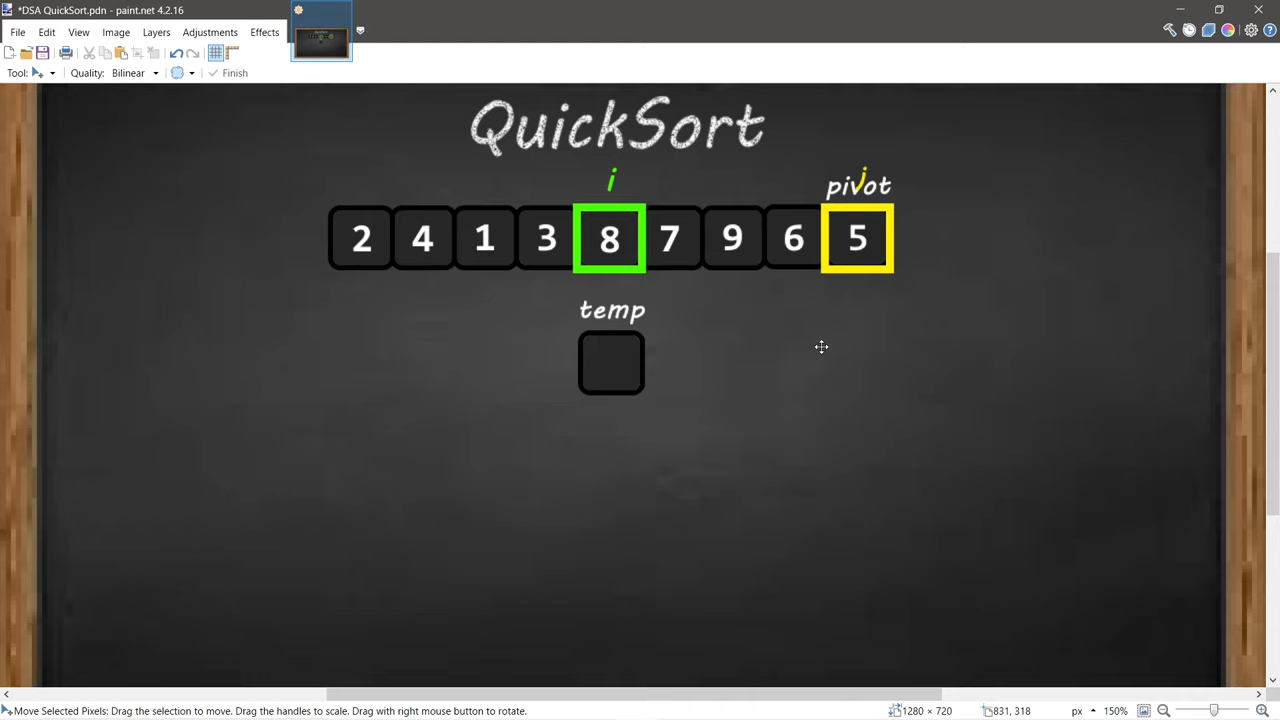 *DSA QuickSort.pdn - paint.net 4.2.16
File Edit View Image Layers Adjustments Effects
Tool: Quality: Bilinear Finish
QuickSort
i
j
pivot
2 4 1 3 8 7 9 6 5
temp
Move Selected Pixels: Drag the selection to move. Drag the handles to scale. Drag with right mouse button to rotate. 1280 × 720 831, 318 px 150%